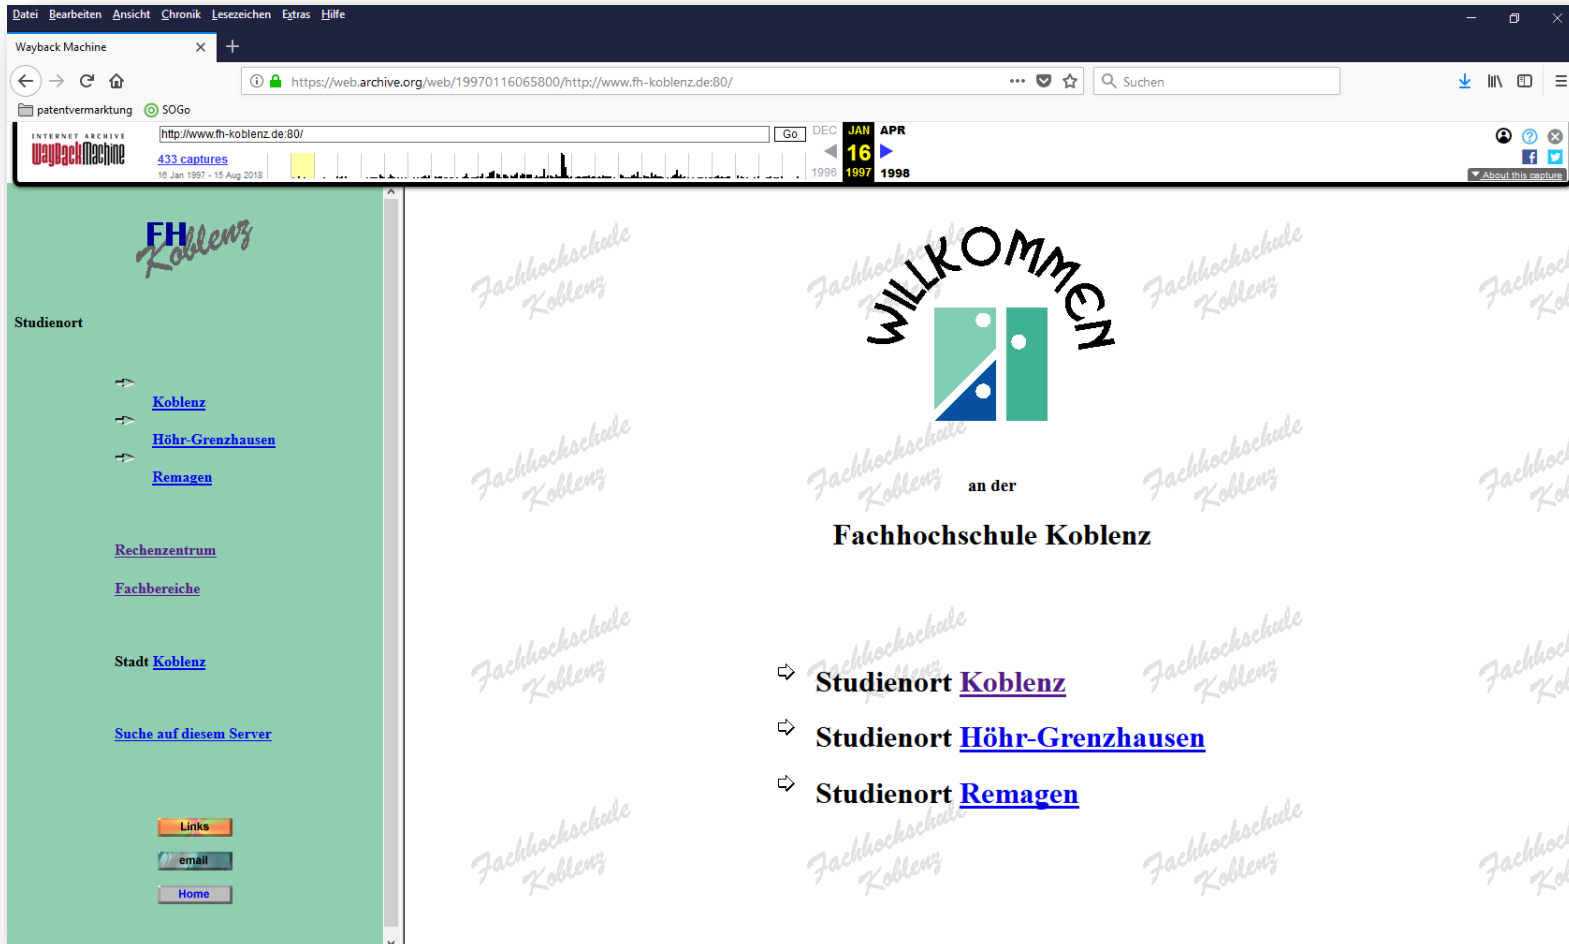 Datei Bearbeiten Ansicht Chronik Lesezeichen Extras Hilfe
Wayback Machine
https://web.archive.org/web/19970116065800/http://www.fh-koblenz.de:80/
Suchen
patentvermarktung SOGo
INTERNET ARCHIVE
WayBackMachine
http://www.fh-koblenz.de:80/
Go
DEC JAN APR
16
1996 1997 1998
433 captures
16 Jan 1997 - 15 Aug 2018
About this capture
FH Koblenz
Studienort
Koblenz
Höhr-Grenzhausen
Remagen
Rechenzentrum
Fachbereiche
Stadt Koblenz
Suche auf diesem Server
Links
email
Home
WILLKOMMEN
an der
Fachhochschule Koblenz
Studienort Koblenz
Studienort Höhr-Grenzhausen
Studienort Remagen
Fachhochschule
Koblenz